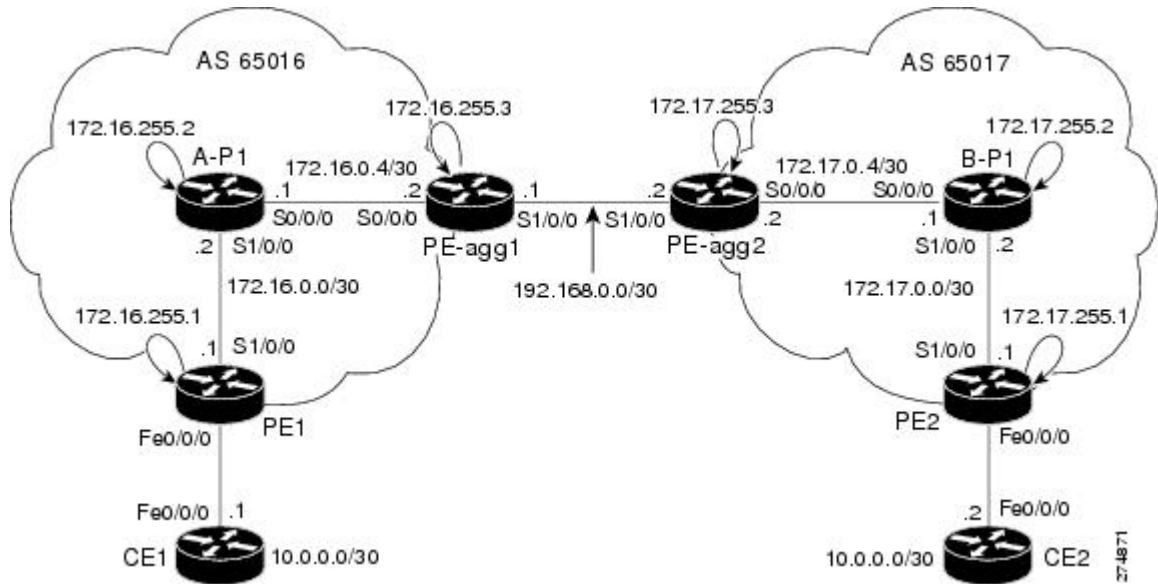 AS 65016
AS 65017
172.16.255.3
172.17.255.3
172.16.255.2
172.17.255.2
A-P1
172.16.0.4/30
172.17.0.4/30
B-P1
.1
.2
.1
.2
S0/0/0
S0/0/0
S0/0/0
S0/0/0
S1/0/0
S1/0/0
.2
.1
PE-agg1
PE-agg2
.2
S1/0/0
S1/0/0
.2
172.16.0.0/30
192.168.0.0/30
172.17.0.0/30
172.16.255.1
172.17.255.1
.1
S1/0/0
S1/0/0
.1
PE1
PE2
Fe0/0/0
Fe0/0/0
Fe0/0/0
.1
.2
Fe0/0/0
CE1
10.0.0.0/30
10.0.0.0/30
CE2
274871